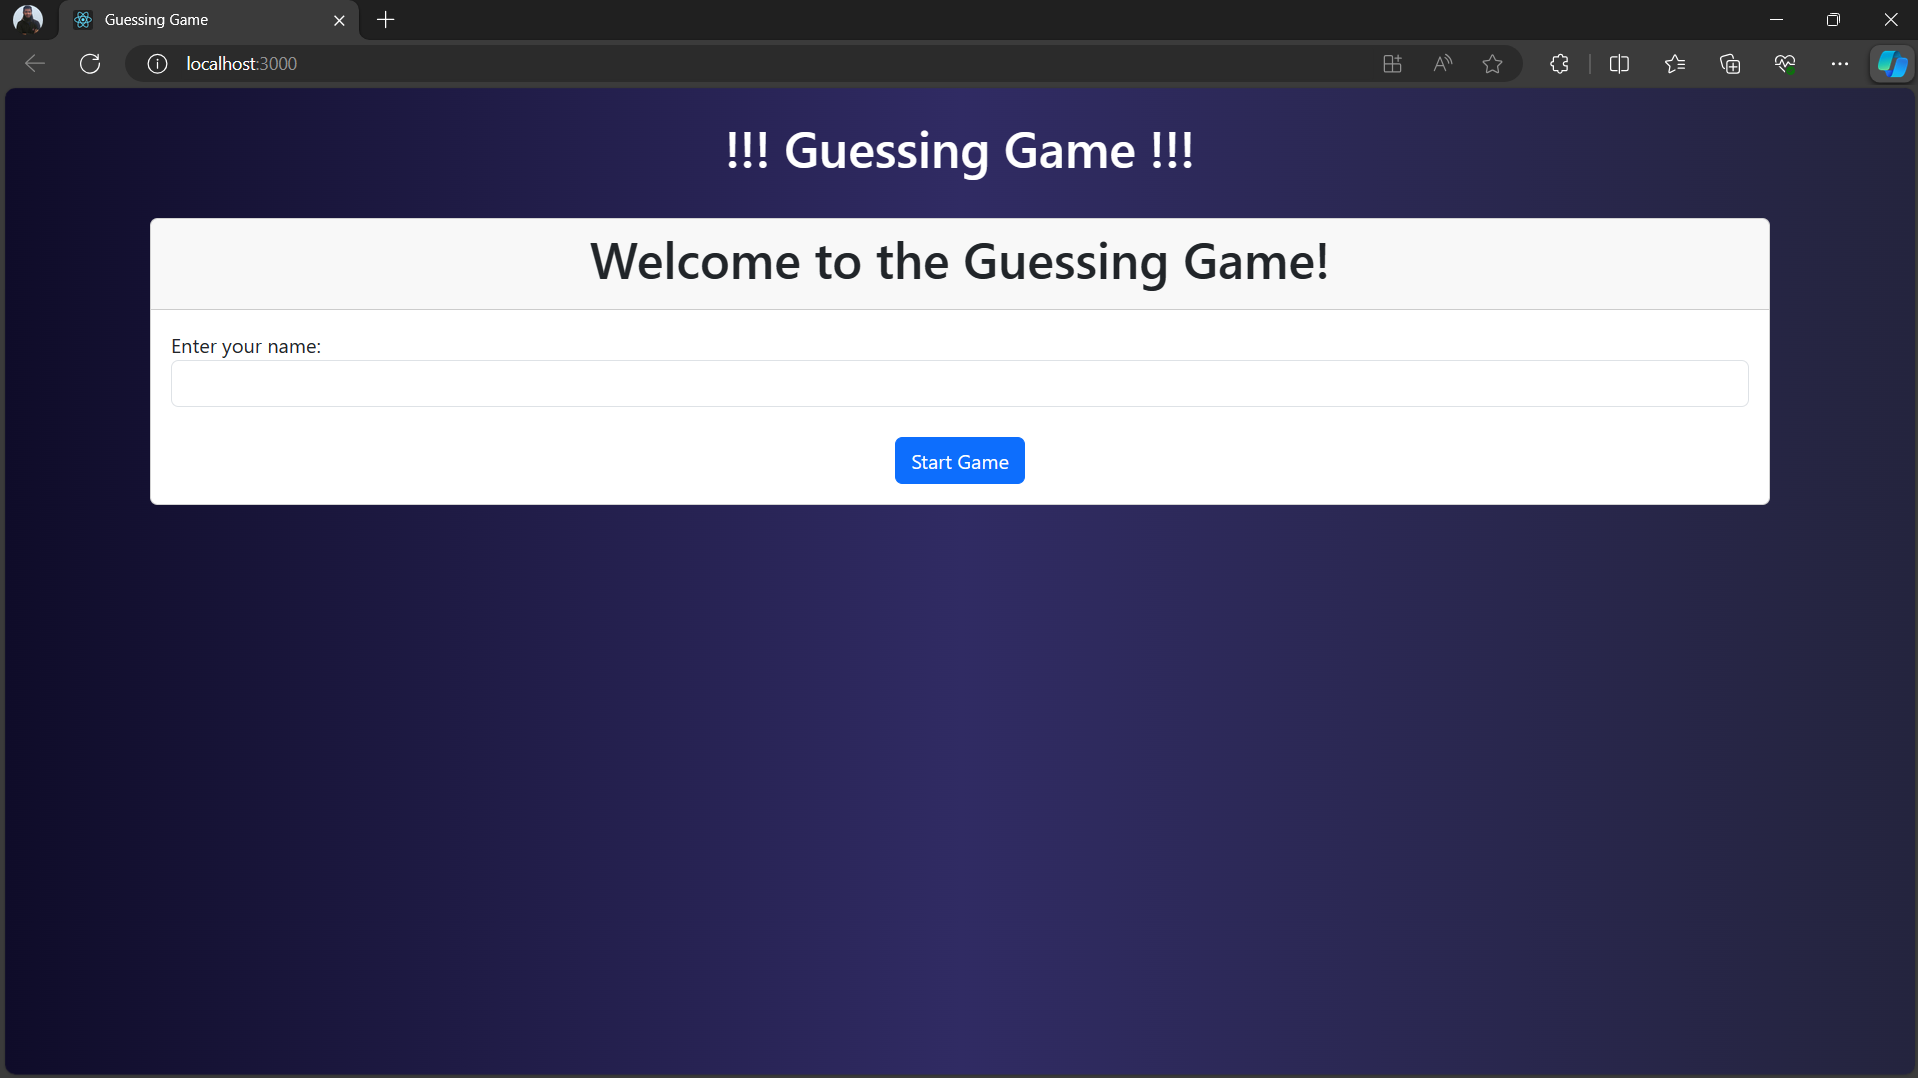 Guessing Game
localhost:3000
!!! Guessing Game !!!
Welcome to the Guessing Game!
Enter your name:
Start Game